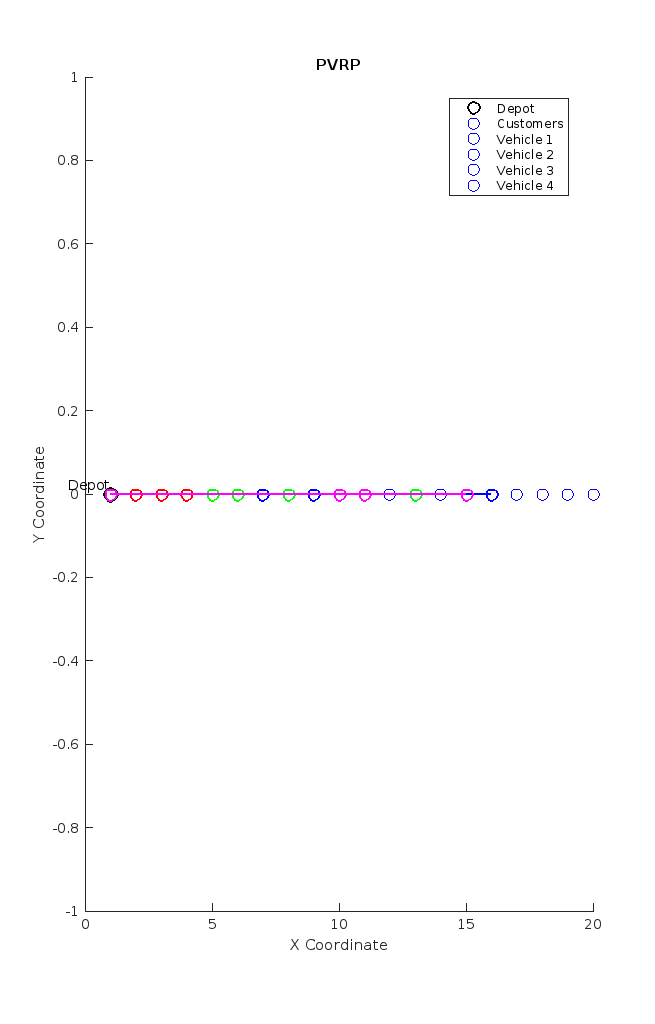 PVRP
Depot
Customers
Vehicle 1
Vehicle 2
Vehicle 3
Vehicle 4
1
0.8
0.6
0.4
0.2
0
-0.2
-0.4
-0.6
-0.8
-1
Y Coordinate
Depot
0 5 10 15 20
X Coordinate